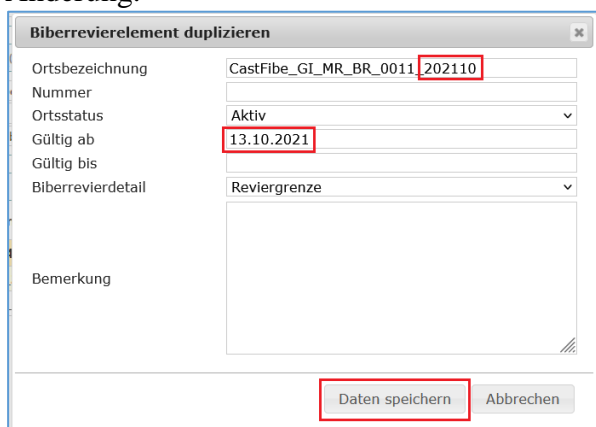 Änderung:
Biberrevierelement duplizieren
Ortsbezeichnung CastFibe_GI_MR_BR_0011_202110
Nummer
Ortsstatus Aktiv
Gültig ab 13.10.2021
Gültig bis
Biberrevierdetail Reviergrenze
Bemerkung
Daten speichern Abbrechen